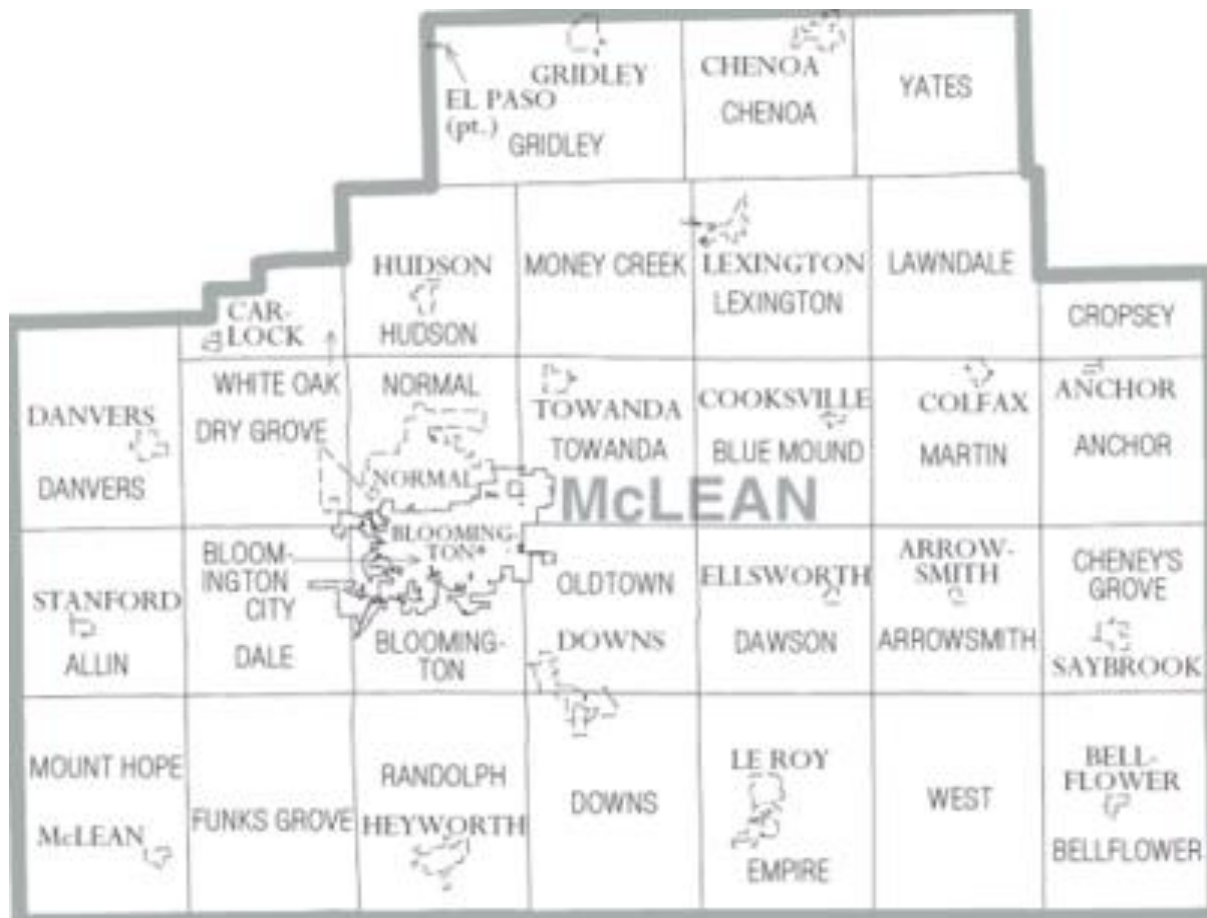 GRIDLEY
CHENOA
YATES
EL PASO
(pt.)
CHENOA
GRIDLEY
HUDSON
MONEY CREEK
LEXINGTON
LAWNDALE
LEXINGTON
CAR-
LOCK
HUDSON
CROPSEY
WHITE OAK
NORMAL
DANVERS
DRY GROVE
TOWANDA
COOKSVILLE
COLFAX
ANCHOR
TOWANDA
BLUE MOUND
MARTIN
ANCHOR
DANVERS
NORMAL
McLEAN
BLOOM-
INGTON
CITY
BLOOMING-
TON*
OLDTOWN
ELLSWORTH
ARROW-
SMITH
CHENEY'S
GROVE
STANFORD
ALLIN
DALE
BLOOMING-
TON
DOWNS
DAWSON
ARROWSMITH
SAYBROOK
MOUNT HOPE
McLEAN
FUNKS GROVE
RANDOLPH
HEYWORTH
DOWNS
LE ROY
EMPIRE
WEST
BELL-
FLOWER
BELLFLOWER